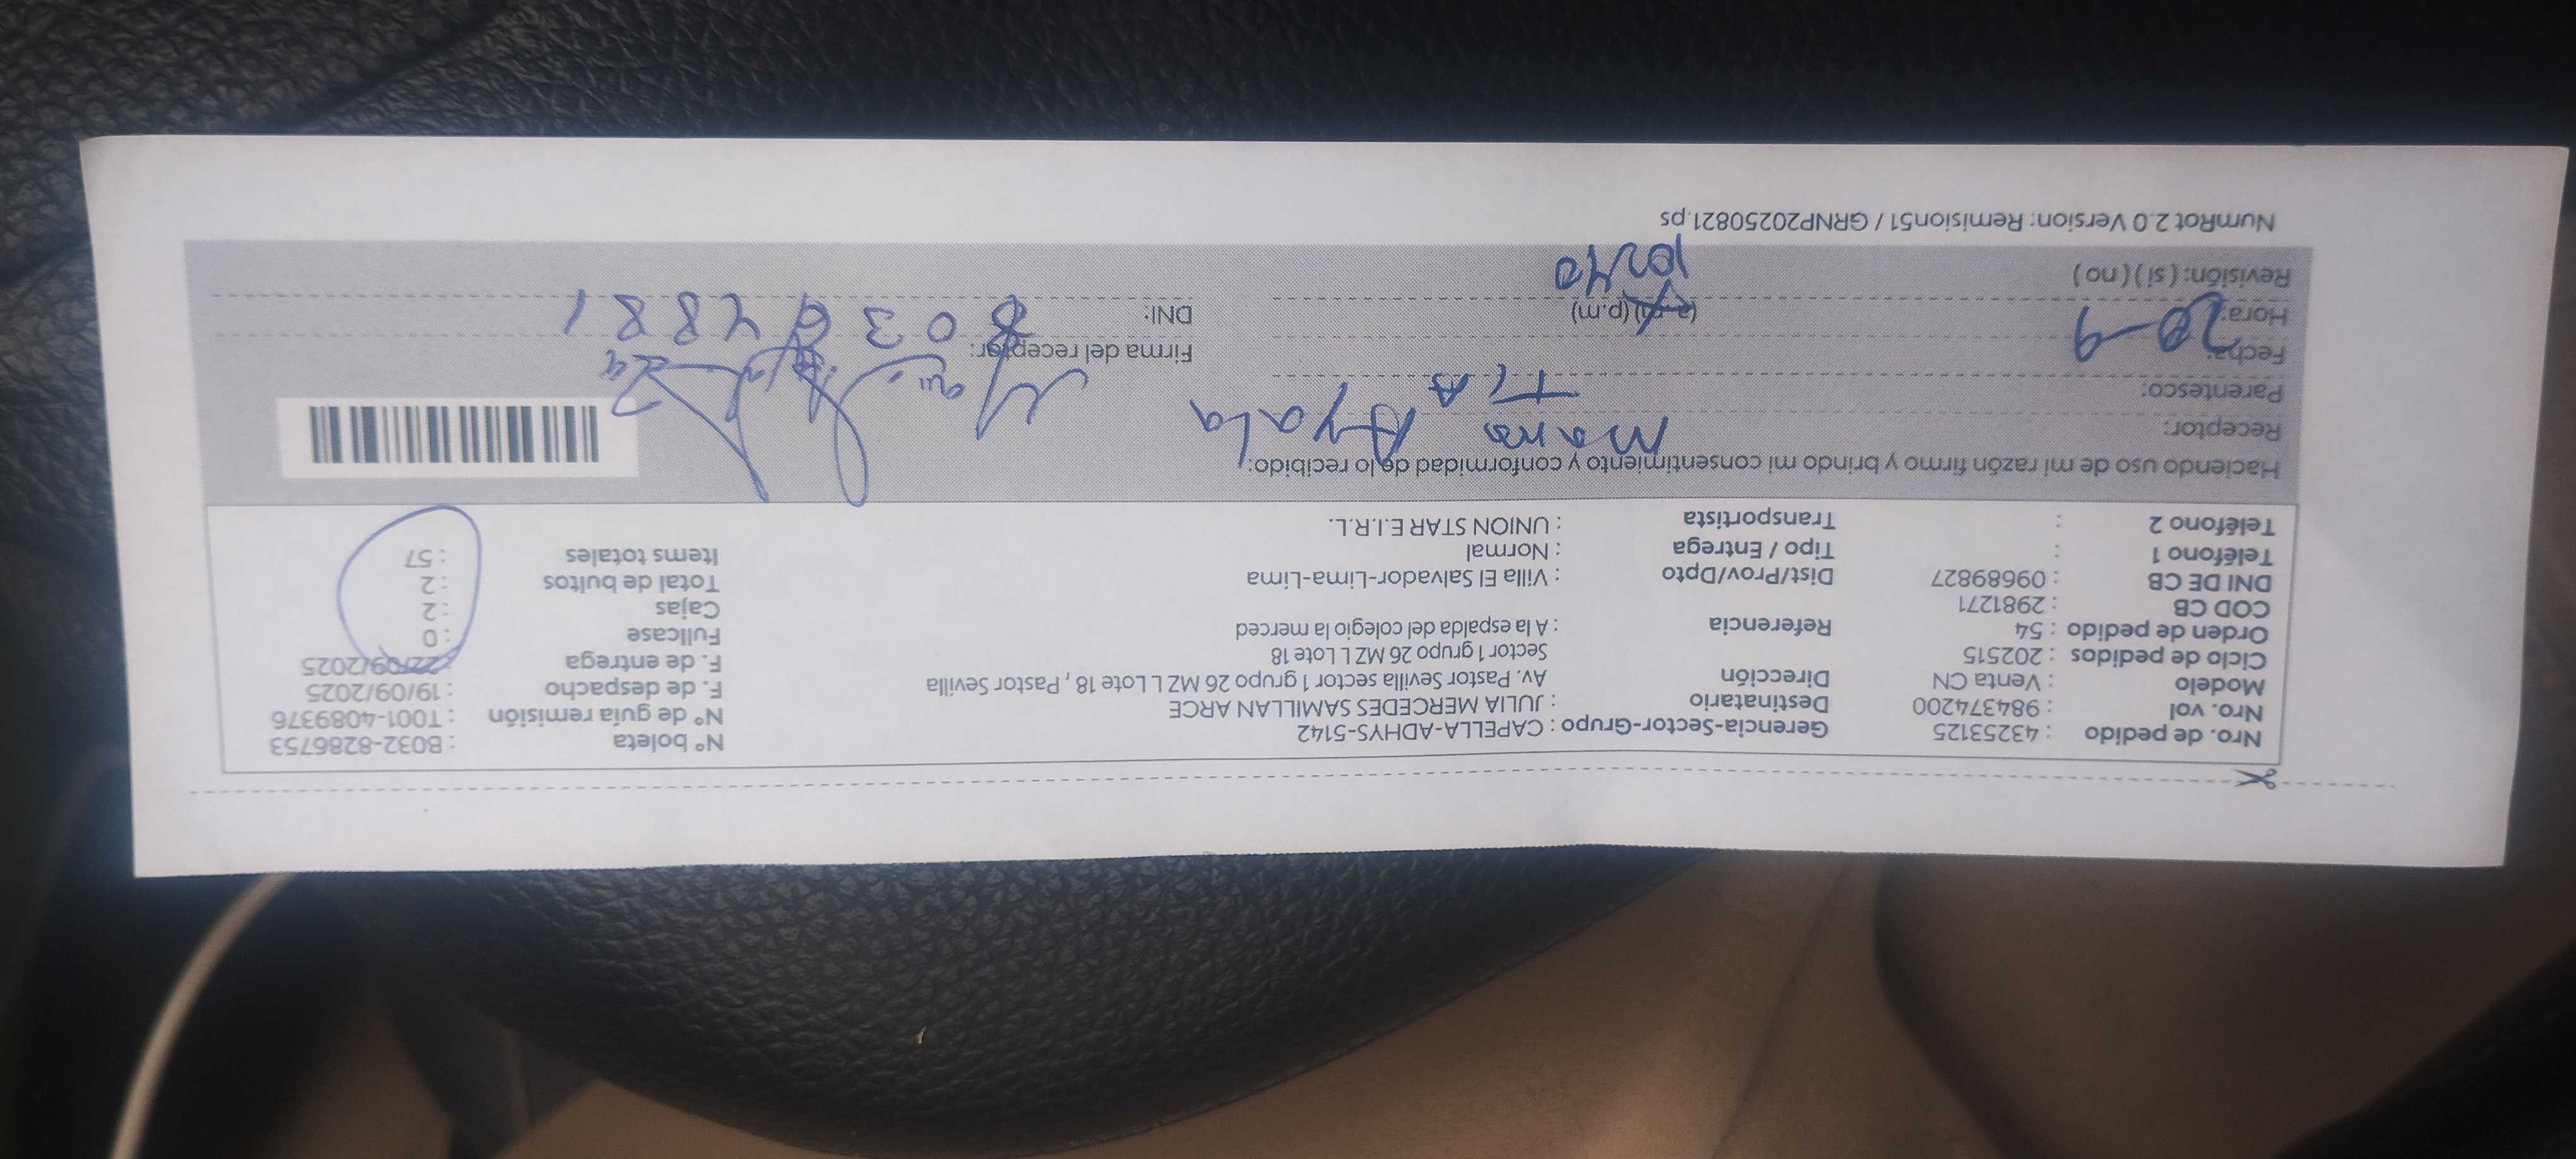 Nro. de pedido : 43253125 Gerencia-Sector-Grupo : CAPELLA-ADHYS-5142 N° boleta : B032-8286753
Nro. vol : 984374200 Destinatario : JULIA MERCEDES SAMILLAN ARCE N° de guía remisión : T001-4089376
Modelo : Venta CN Dirección Av. Pastor Sevilla sector 1 grupo 26 MZ L Lote 18 , Pastor Sevilla F. de despacho : 19/09/2025
Ciclo de pedidos : 202515 Sector 1 grupo 26 MZ L Lote 18 F. de entrega : 22/09/2025
Orden de pedido : 54 Referencia : A la espalda del colegio la merced Fullcase : 0
COD CB : 2981271 Cajas : 2
DNI DE CB : 09689827 Dist/Prov/Dpto : Villa El Salvador-Lima-Lima Total de bultos : 2
Teléfono 1 : Tipo / Entrega : Normal Items totales : 57
Teléfono 2 : Transportista : UNION STAR E.I.R.L.
Haciendo uso de mi razón firmo y brindo mi consentimiento y conformidad de lo recibido:
Receptor: Ayala
Parentesco: Tía
Fecha: 20-9 Firma del receptor:
Hora: (a.m) (p.m) DNI:
Revisión: ( si ) ( no ) 10:40
NumRot 2.0 Version: Remision51 / GRNP20250821.ps